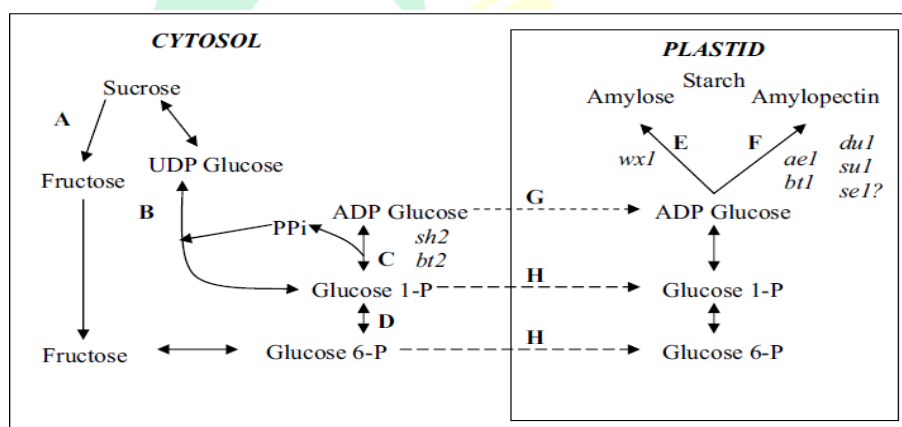 CYTOSOL
Sucrose
A
UDP Glucose
Fructose
B
PPi
ADP Glucose
sh2
bt2
C
Glucose 1-P
D
Fructose
Glucose 6-P
G
H
H
PLASTID
Starch
Amylose
Amylopectin
E
F
wx1
ae1
bt1
du1
su1
se1?
ADP Glucose
Glucose 1-P
Glucose 6-P